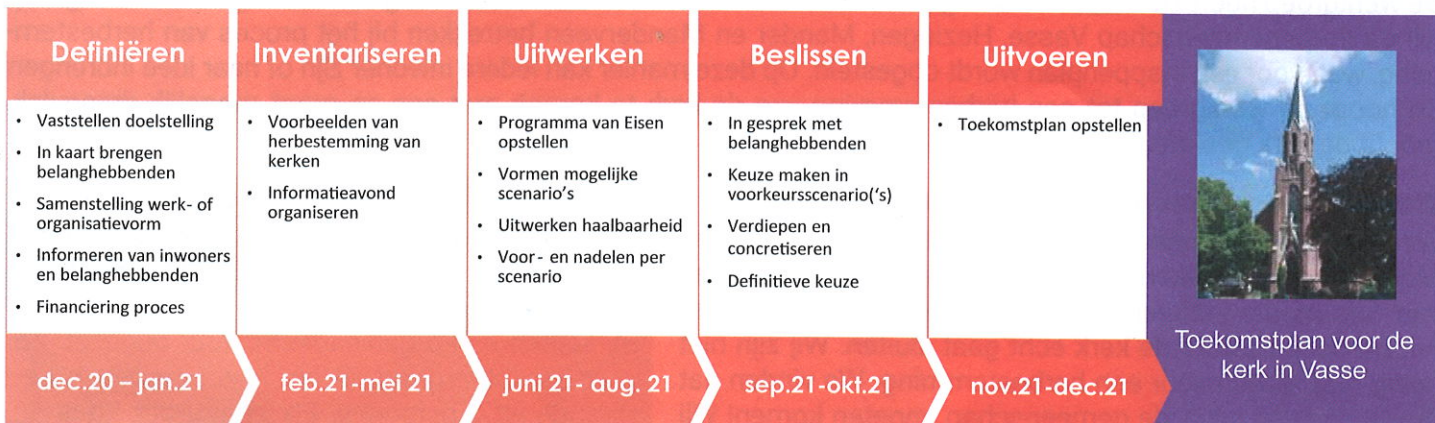 Definiëren
• Vaststellen doelstelling
• In kaart brengen
belanghebbenden
• Samenstelling werk- of
organisatievorm
• Informeren van inwoners
en belanghebbenden
• Financiering proces
dec.20 – jan.21
Inventariseren
• Voorbeelden van
herbestemming van
kerken
• Informatieavond
organiseren
feb.21-mei 21
Uitwerken
• Programma van Eisen
opstellen
• Vormen mogelijke
scenario's
• Uitwerken haalbaarheid
• Voor- en nadelen per
scenario
juni 21- aug. 21
Beslissen
• In gesprek met
belanghebbenden
• Keuze maken in
voorkeursscenario('s)
• Verdiepen en
concretiseren
• Definitieve keuze
sep.21-okt.21
Uitvoeren
• Toekomstplan opstellen
nov.21-dec.21
Toekomstplan voor de
kerk in Vasse